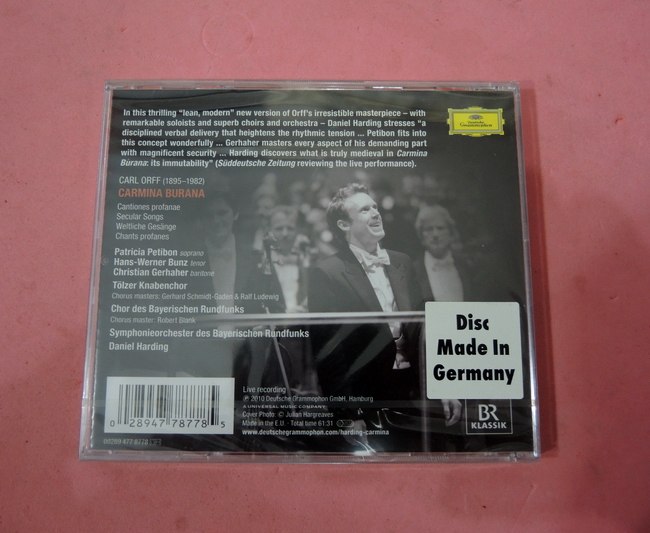 In this thrilling “lean, modern” new version of Orff's irresistible masterpiece – with
remarkable soloists and superb choirs and orchestra – Daniel Harding stresses “a
disciplined verbal delivery that heightens the rhythmic tension ... Petibon fits into
this concept wonderfully ... Gerhaher masters every aspect of his demanding part
with magnificent security ... Harding discovers what is truly medieval in Carmina
Burana: its immutability” (Süddeutsche Zeitung reviewing the live performance).
Deutsche
Grammophon
CARL ORFF (1895–1982)
CARMINA BURANA
Cantiones profanae
Secular Songs
Weltliche Gesänge
Chants profanes
Patricia Petibon soprano
Hans-Werner Bunz tenor
Christian Gerhaher baritone
Tölzer Knabenchor
Chorus masters: Gerhard Schmidt-Gaden & Ralf Ludewig
Chor des Bayerischen Rundfunks
Chorus master: Robert Blank
Symphonieorchester des Bayerischen Rundfunks
Daniel Harding
Disc
Made In
Germany
Live recording
℗ 2010 Deutsche Grammophon GmbH, Hamburg
A UNIVERSAL MUSIC COMPANY
Cover Photo: © Julian Hargreaves
Made in the E.U. · Total time 61:31
www.deutschegrammophon.com/harding-carmina
BR
KLASSIK
0 28947 78778 5
00289 477 8778